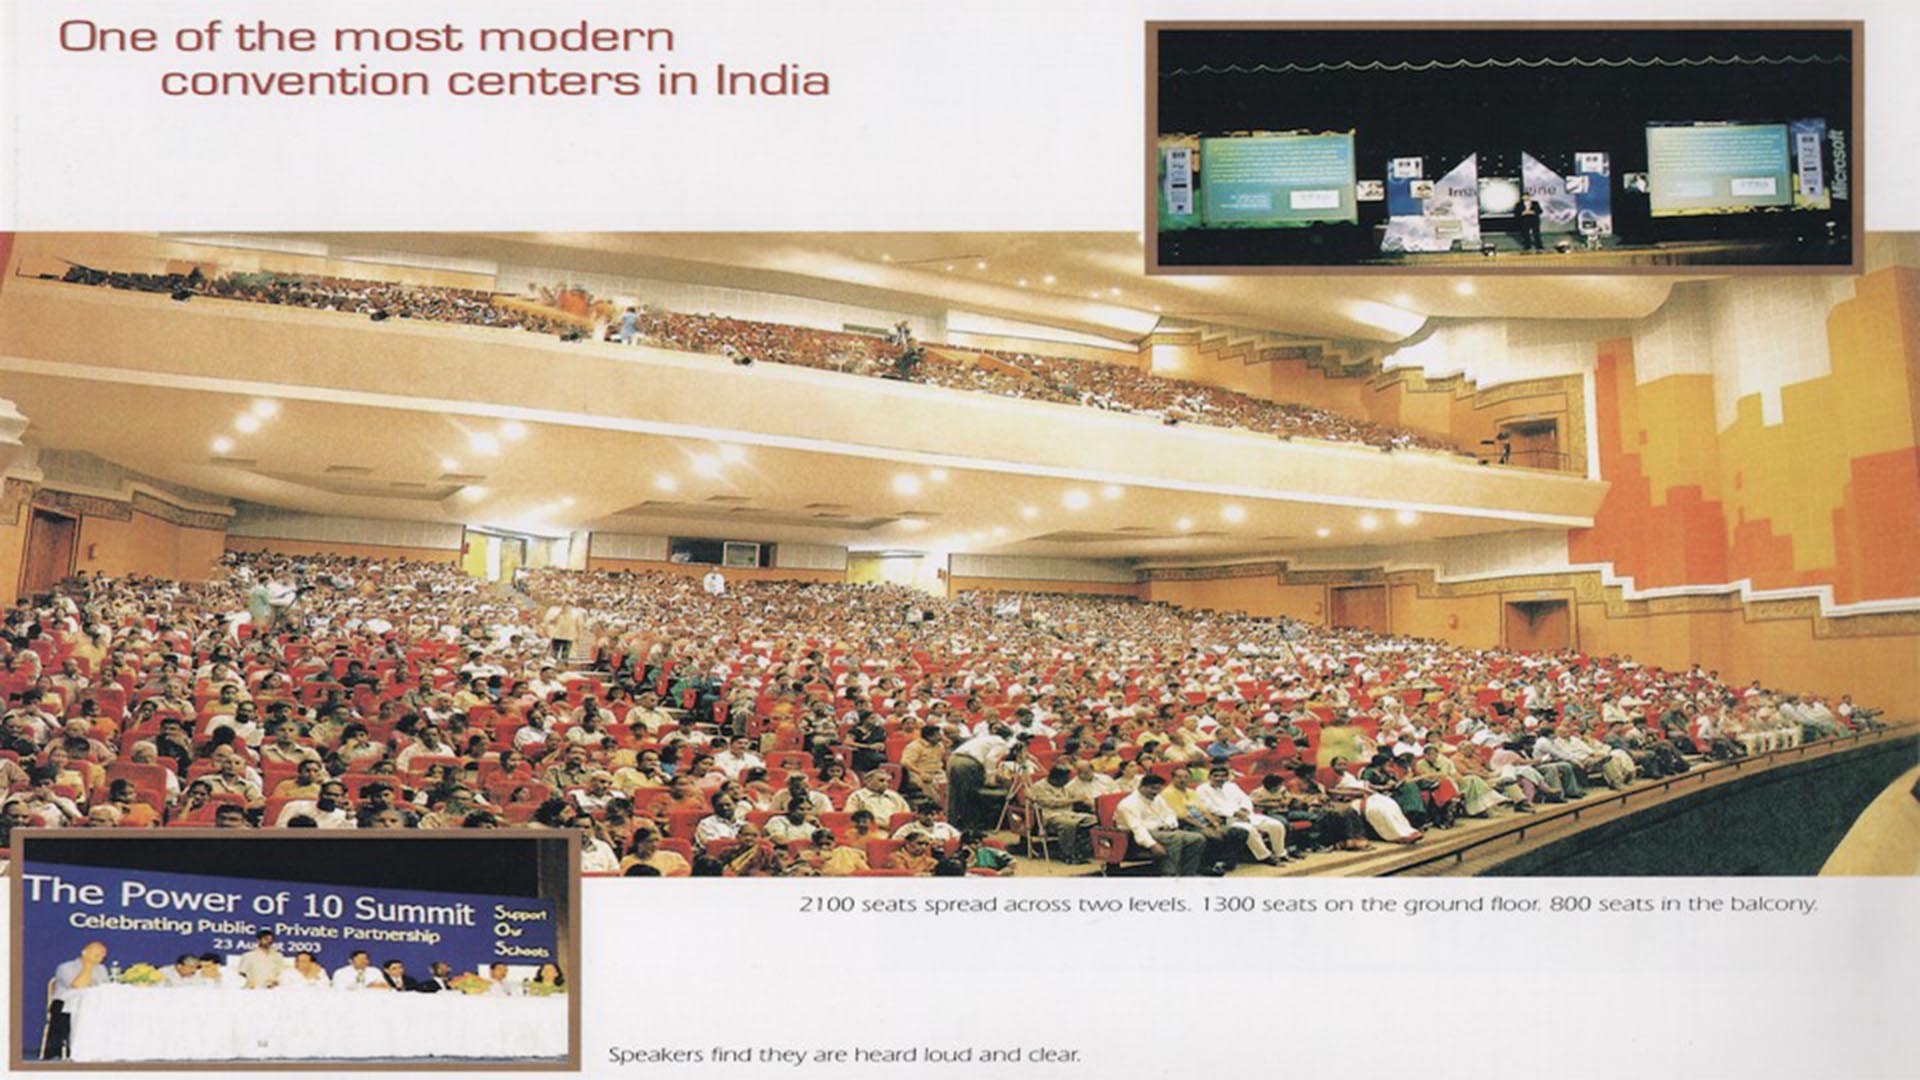 One of the most modern
convention centers in India
Microsoft
Ima gine
2100 seats spread across two levels. 1300 seats on the ground floor. 800 seats in the balcony.
The Power of 10 Summit
Celebrating Public - Private Partnership
23 August 2003
Support
Our
Schools
Speakers find they are heard loud and clear.